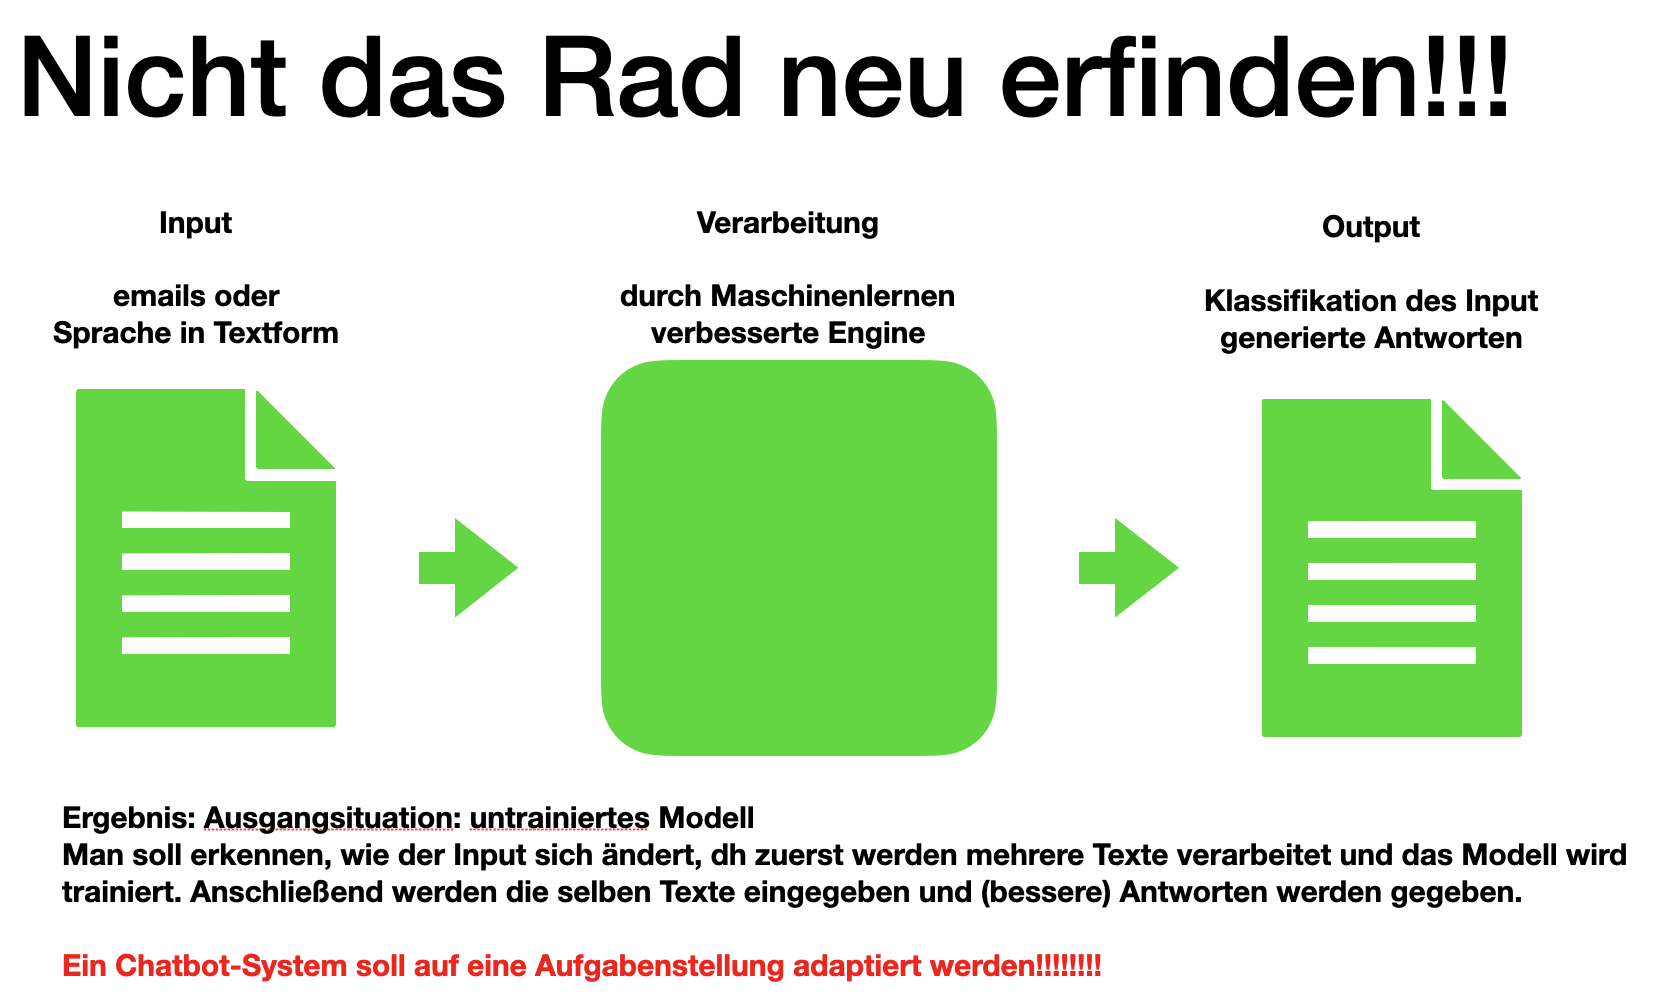 Nicht das Rad neu erfinden!!!
Input
emails oder
Sprache in Textform
Verarbeitung
durch Maschinenlernen
verbesserte Engine
Output
Klassifikation des Input
generierte Antworten
Ergebnis: Ausgangsituation: untrainiertes Modell
Man soll erkennen, wie der Input sich ändert, dh zuerst werden mehrere Texte verarbeitet und das Modell wird
trainiert. Anschließend werden die selben Texte eingegeben und (bessere) Antworten werden gegeben.
Ein Chatbot-System soll auf eine Aufgabenstellung adaptiert werden!!!!!!!!